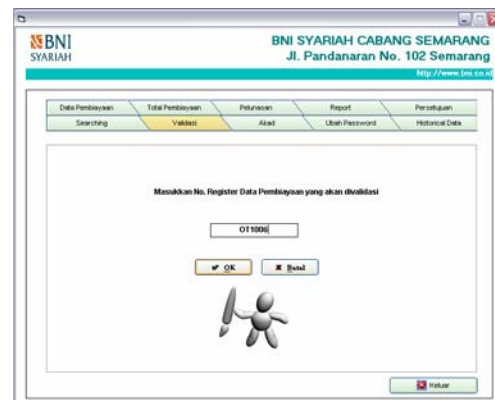 BNI
SYARIAH
BNI SYARIAH CABANG SEMARANG
Jl. Pandanaran No. 102 Semarang
http://www.bni.co.id
Data Pembiayaan Total Pembiayaan Pelunasan Report Persetujuan
Searching Validasi Akad Ubah Password Historical Data
Masukkan No. Register Data Pembiayaan yang akan divalidasi
OT1006
OK Batal
Keluar